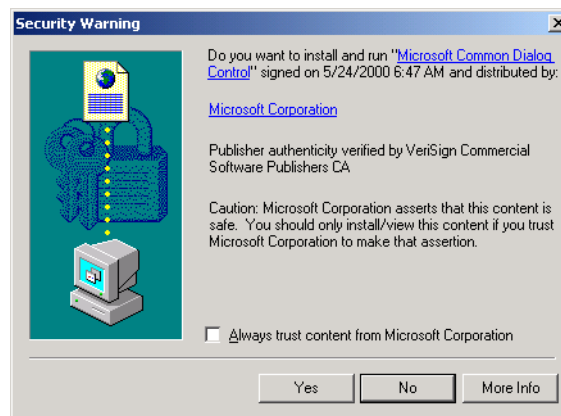 Security Warning
Do you want to install and run "Microsoft Common Dialog
Control" signed on 5/24/2000 6:47 AM and distributed by:
Microsoft Corporation
Publisher authenticity verified by VeriSign Commercial
Software Publishers CA
Caution: Microsoft Corporation asserts that this content is
safe. You should only install/view this content if you trust
Microsoft Corporation to make that assertion.
Always trust content from Microsoft Corporation
Yes No More Info